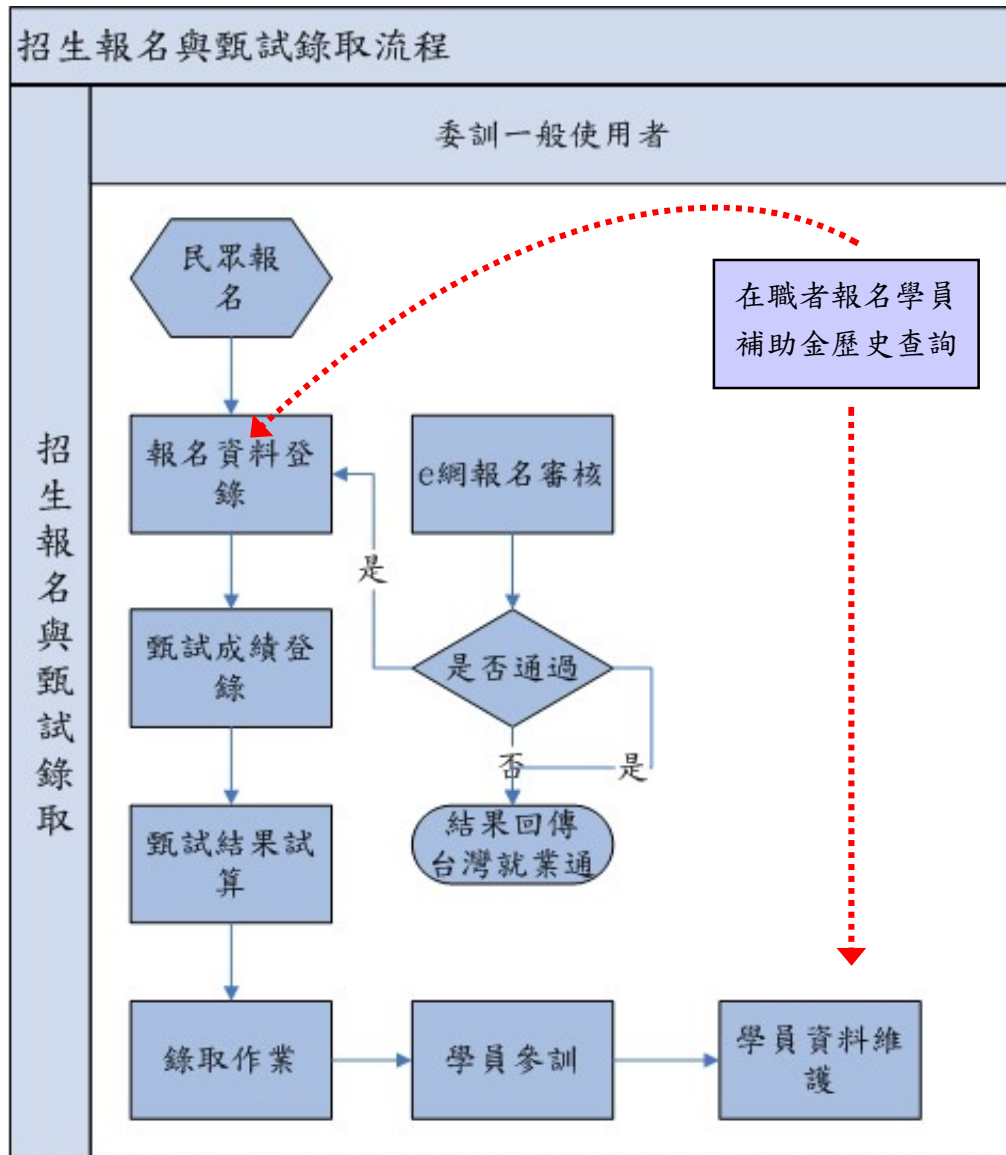 招生報名與甄試錄取流程
委訓一般使用者
招生報名與甄試錄取
民眾報
名
在職者報名學員
補助金歷史查詢
報名資料登
錄
e網報名審核
是
甄試成績登
錄
是否通過
否
是
甄試結果試
算
結果回傳
台灣就業通
錄取作業
學員參訓
學員資料維
護